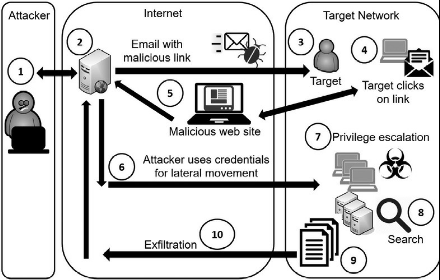 Attacker
Internet
Target Network
1
2
Email with
malicious link
3
Target
4
Target clicks
on link
5
Malicious web site
6
Attacker uses credentials
for lateral movement
7
Privilege escalation
8
Search
9
10
Exfiltration